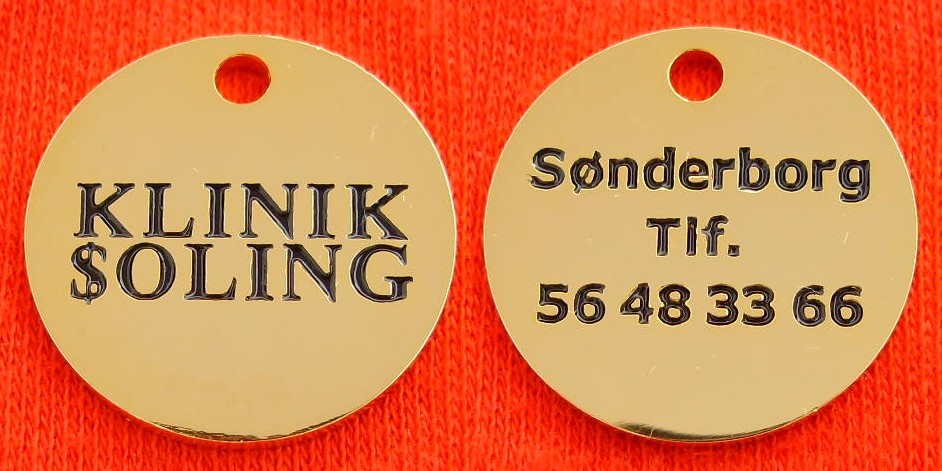 KLINIK
$OLING
Sønderborg
Tlf.
56 48 33 66